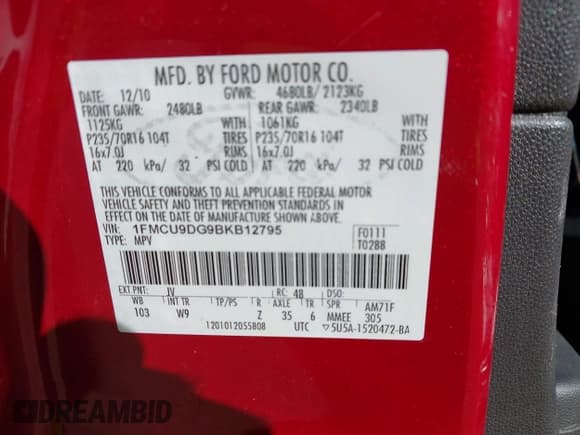 MFD. BY FORD MOTOR CO.
DATE: 12/10 GVWR: 4680LB/ 2123KG
FRONT GAWR: 2480LB REAR GAWR: 2340LB
1125KG WITH 1061KG WITH
P235/70R16 104T TIRES P235/70R16 104T TIRES
16x7.0J RIMS 16x7.0J RIMS
AT 220 kPa/ 32 PSI COLD AT 220 kPa/ 32 PSI COLD
THIS VEHICLE CONFORMS TO ALL APPLICABLE FEDERAL MOTOR
VEHICLE SAFETY AND THEFT PREVENTION STANDARDS IN
EFFECT ON THE DATE OF MANUFACTURE SHOWN ABOVE.
VIN: 1FMCU9DG9BKB12795 F0111
TYPE: MPV T0288
EXT PNT: JV RC: 48 DSO:
WB INT TR TP/PS R AXLE TR SPR AM71F
103 W9 Z 35 6 MMEE 305
1201012055808 UTC ▽5U5A-1520472-BA
DREAMBID